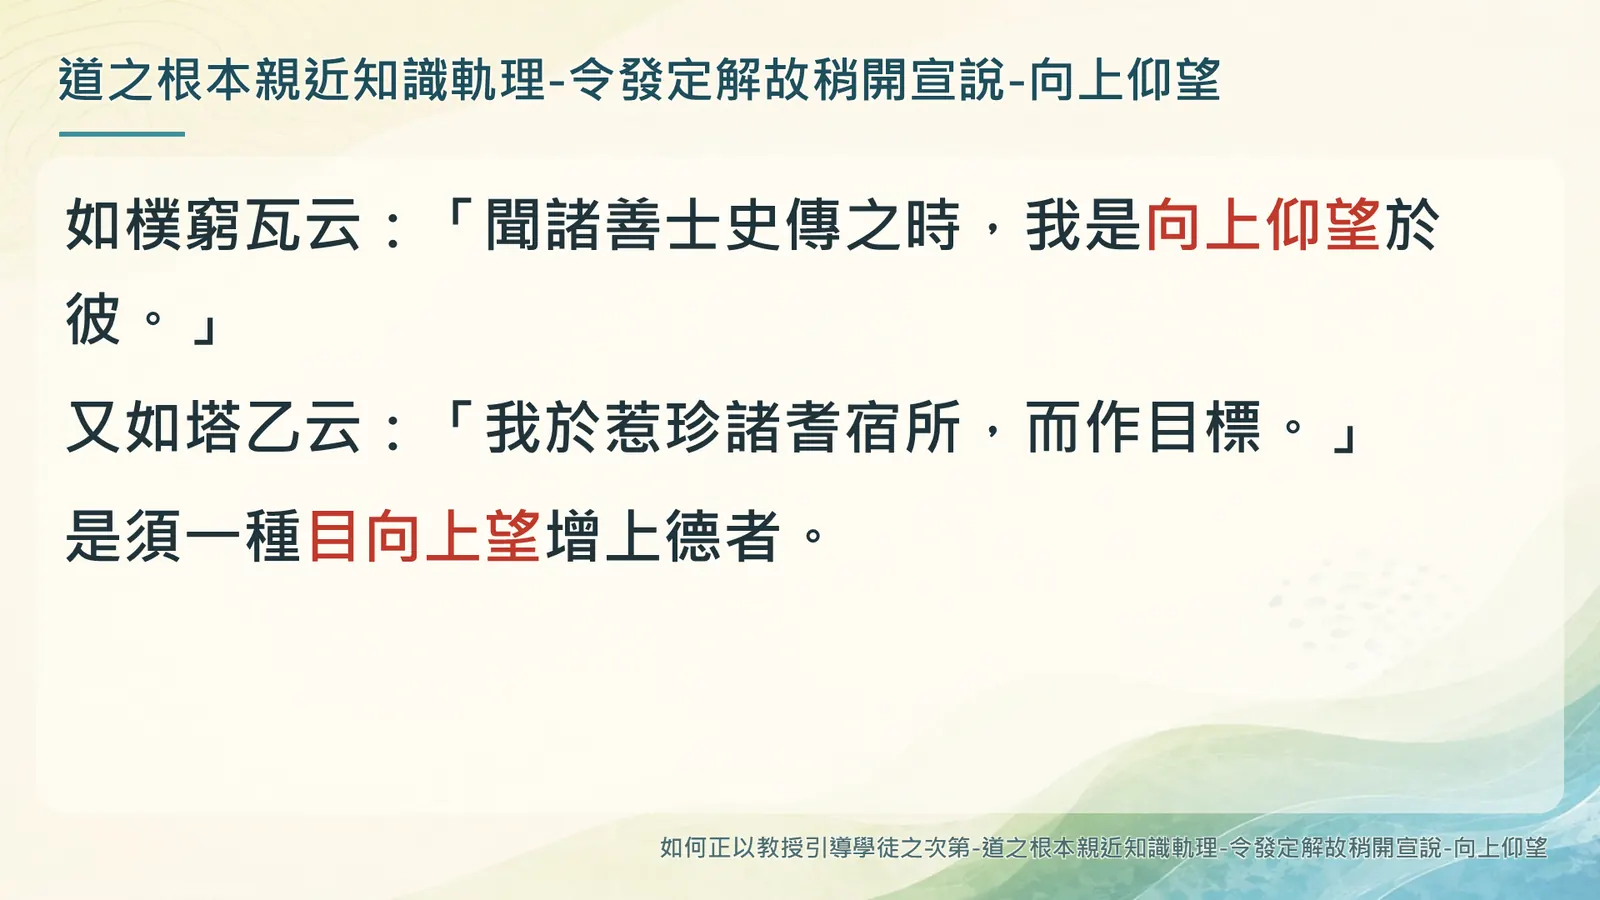 道之根本親近知識軌理-令發定解故稍開宣說-向上仰望
如樸窮瓦云：「聞諸善士史傳之時，我是向上仰望於
彼。」
又如塔乙云：「我於惹珍諸耆宿所，而作目標。」
是須一種目向上望增上德者。
如何正以教授引導學徒之次第-道之根本親近知識軌理-令發定解故稍開宣說-向上仰望